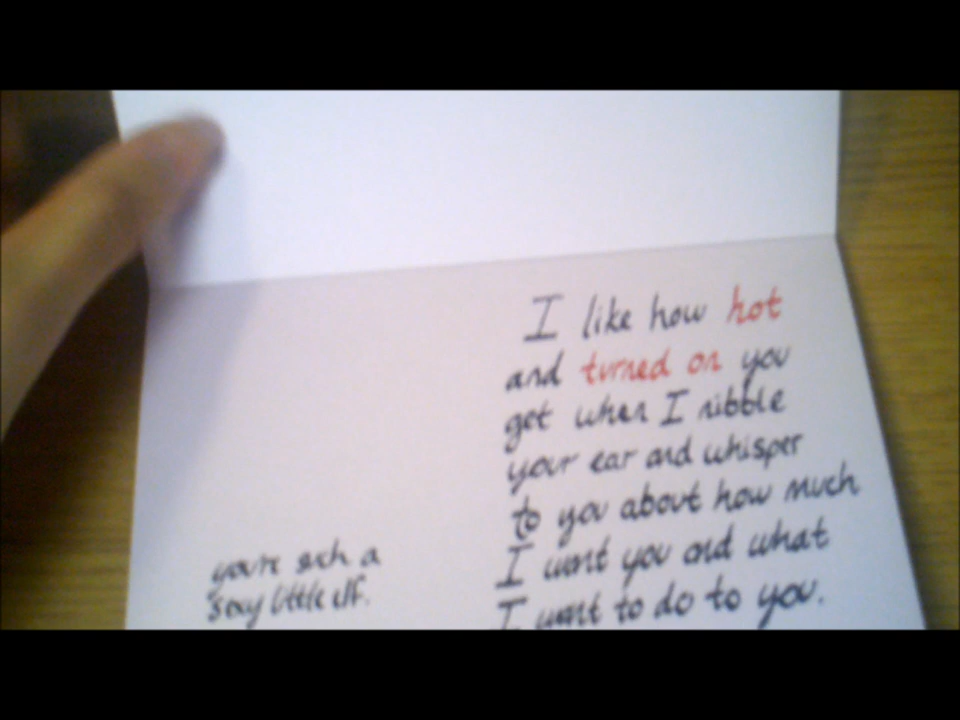 I like how hot
and turned on you
get when I nibble
your ear and whisper
to you about how much
I want you and what
I want to do to you.
you're such a
sexy little elf.